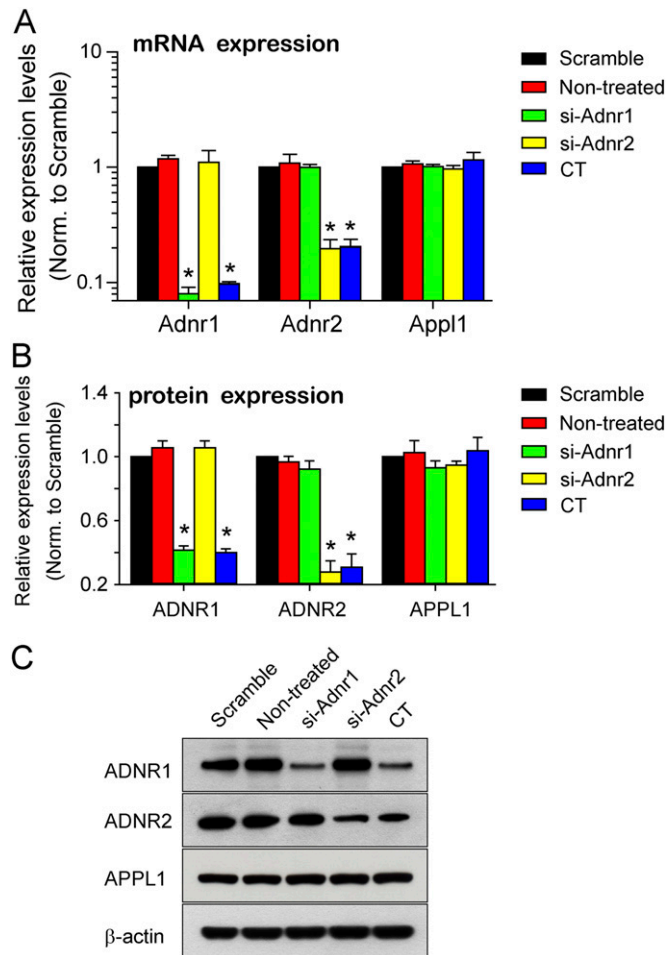 A
mRNA expression
Relative expression levels
(Norm. to Scramble)
10
1
0.1
* * * *
Adnr1 Adnr2 Appl1
Scramble
Non-treated
si-Adnr1
si-Adnr2
CT
B
protein expression
Relative expression levels
(Norm. to Scramble)
1.4
1.0
0.6
0.2
* * * *
ADNR1 ADNR2 APPL1
Scramble
Non-treated
si-Adnr1
si-Adnr2
CT
C
Scramble Non-treated si-Adnr1 si-Adnr2 CT
ADNR1
ADNR2
APPL1
β-actin